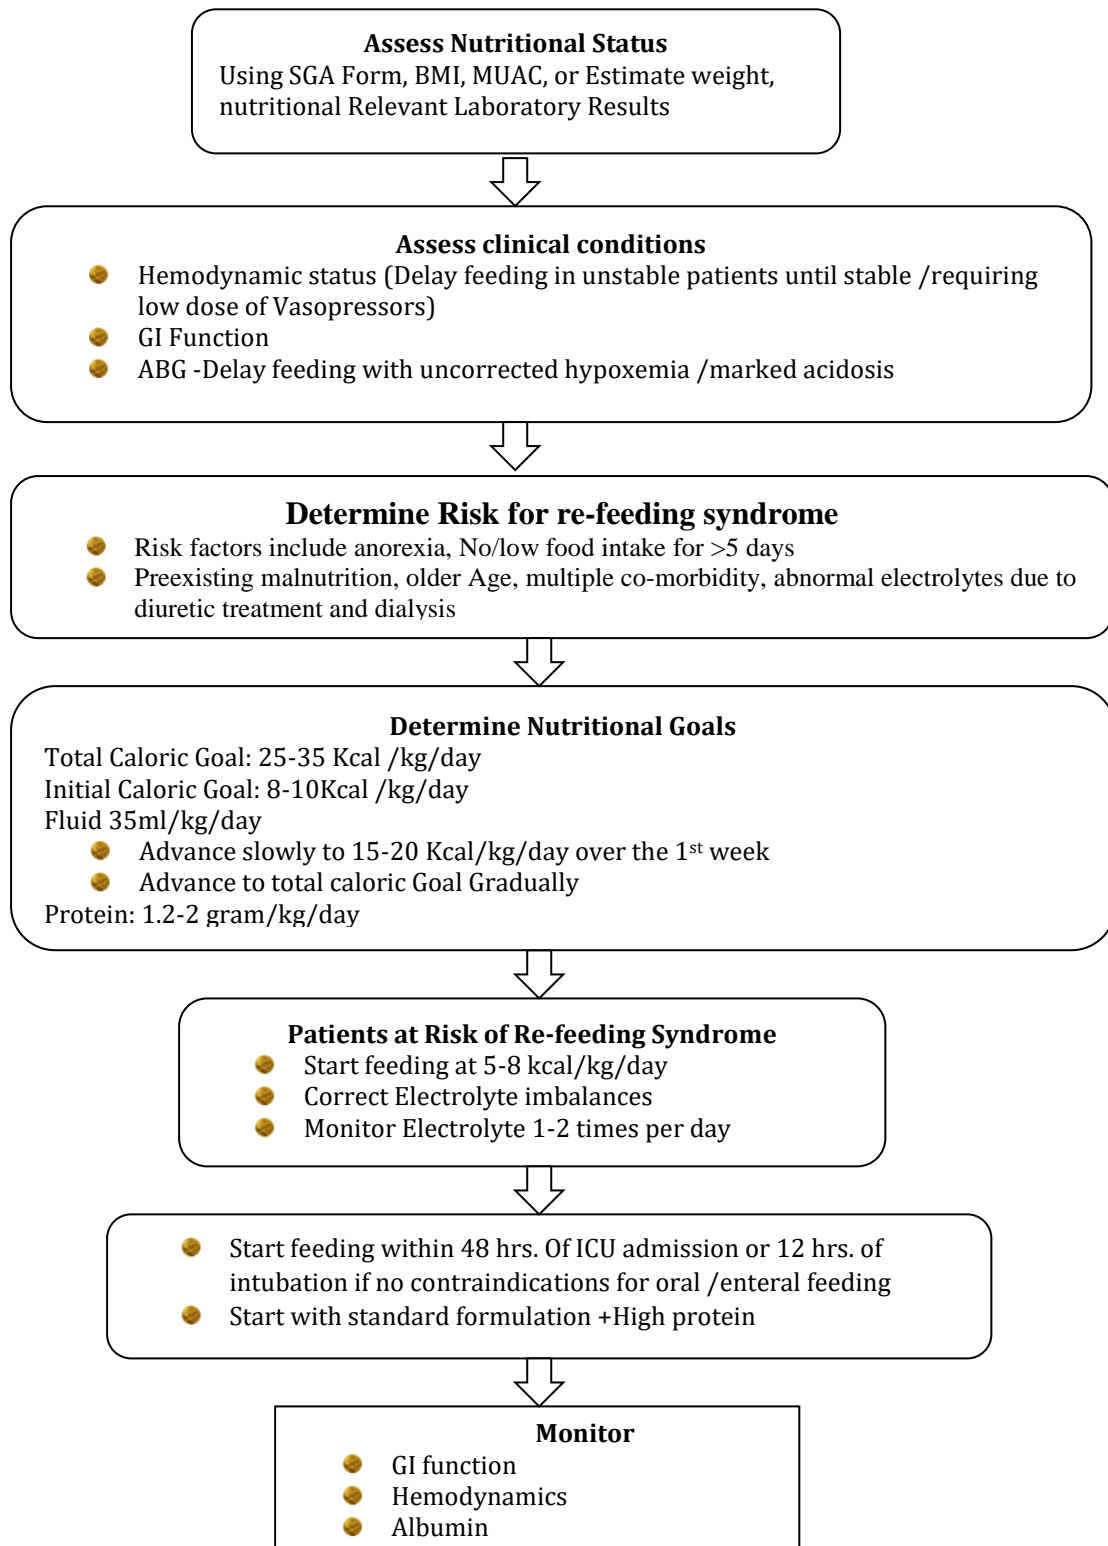 Assess Nutritional Status
Using SGA Form, BMI, MUAC, or Estimate weight,
nutritional Relevant Laboratory Results
Assess clinical conditions
Hemodynamic status (Delay feeding in unstable patients until stable /requiring
low dose of Vasopressors)
GI Function
ABG -Delay feeding with uncorrected hypoxemia /marked acidosis
Determine Risk for re-feeding syndrome
Risk factors include anorexia, No/low food intake for >5 days
Preexisting malnutrition, older Age, multiple co-morbidity, abnormal electrolytes due to
diuretic treatment and dialysis
Determine Nutritional Goals
Total Caloric Goal: 25-35 Kcal /kg/day
Initial Caloric Goal: 8-10Kcal /kg/day
Fluid 35ml/kg/day
Advance slowly to 15-20 Kcal/kg/day over the 1st week
Advance to total caloric Goal Gradually
Protein: 1.2-2 gram/kg/day
Patients at Risk of Re-feeding Syndrome
Start feeding at 5-8 kcal/kg/day
Correct Electrolyte imbalances
Monitor Electrolyte 1-2 times per day
Start feeding within 48 hrs. Of ICU admission or 12 hrs. of
intubation if no contraindications for oral /enteral feeding
Start with standard formulation +High protein
Monitor
GI function
Hemodynamics
Albumin